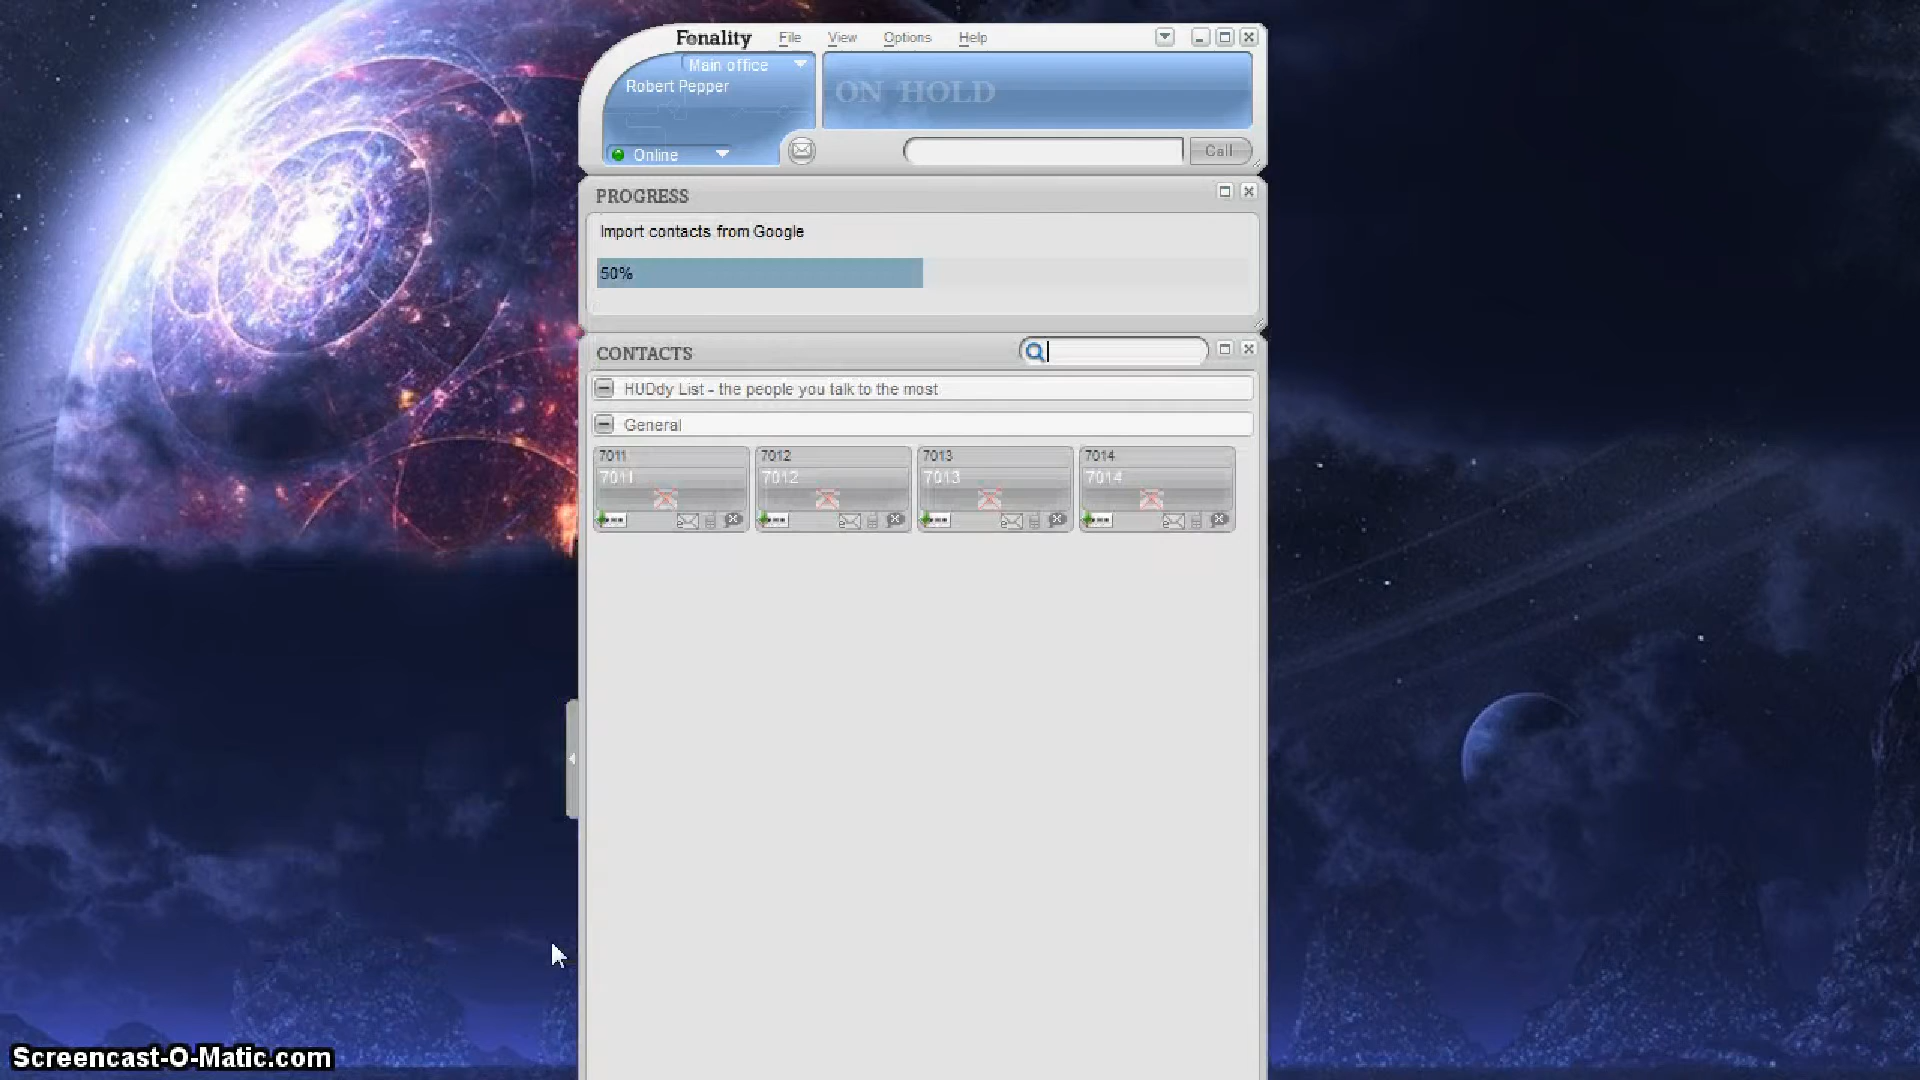 Fonality File View Options Help
Main office
Robert Pepper
ON HOLD
Online
Call
PROGRESS
Import contacts from Google
50%
CONTACTS
HUDdy List - the people you talk to the most
General
7011 7012 7013 7014
7011 7012 7013 7014
Screencast-O-Matic.com